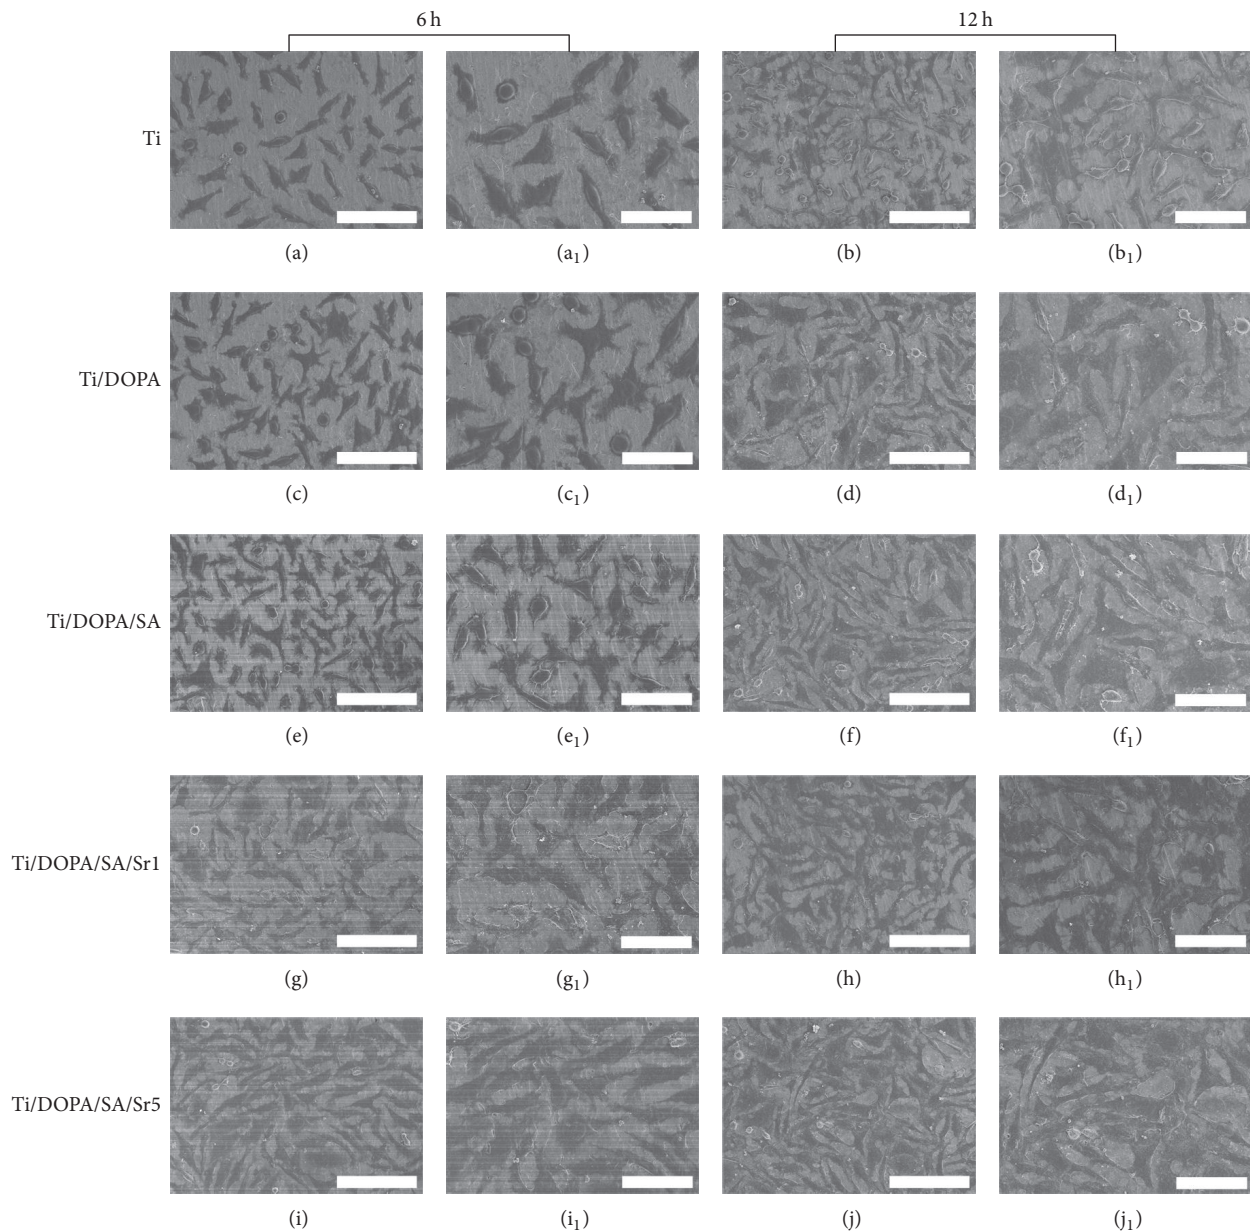 6 h 12 h
Ti
(a) (a₁) (b) (b₁)
Ti/DOPA
(c) (c₁) (d) (d₁)
Ti/DOPA/SA
(e) (e₁) (f) (f₁)
Ti/DOPA/SA/Sr1
(g) (g₁) (h) (h₁)
Ti/DOPA/SA/Sr5
(i) (i₁) (j) (j₁)